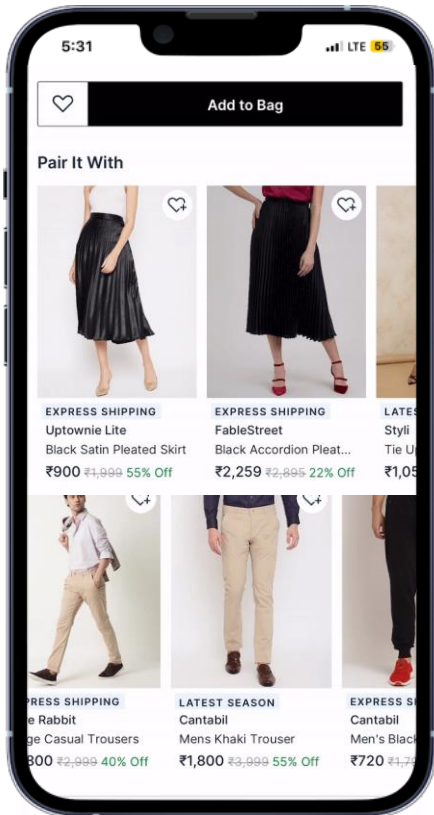 5:31
LTE 55
Add to Bag
Pair It With
EXPRESS SHIPPING
Uptownie Lite
Black Satin Pleated Skirt
₹900 ₹1,999 55% Off
EXPRESS SHIPPING
FableStreet
Black Accordion Pleat...
₹2,259 ₹2,895 22% Off
LATES
Styli
Tie U
₹1,05
PRESS SHIPPING
e Rabbit
ge Casual Trousers
800 ₹2,999 40% Off
LATEST SEASON
Cantabil
Mens Khaki Trouser
₹1,800 ₹3,999 55% Off
EXPRESS S
Cantabil
Men's Black
₹720 ₹1,79